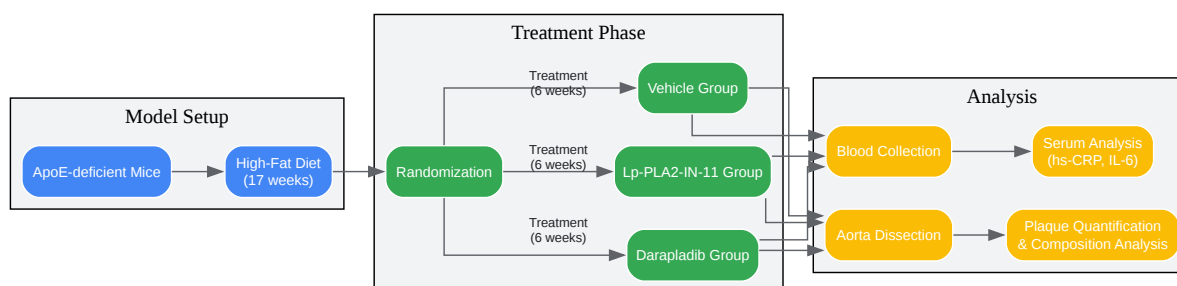 Model Setup
ApoE-deficient Mice
High-Fat Diet
(17 weeks)
Treatment Phase
Randomization
Treatment
(6 weeks)
Vehicle Group
Treatment
(6 weeks)
Lp-PLA2-IN-11 Group
Treatment
(6 weeks)
Darapladib Group
Analysis
Blood Collection
Serum Analysis
(hs-CRP, IL-6)
Aorta Dissection
Plaque Quantification
& Composition Analysis